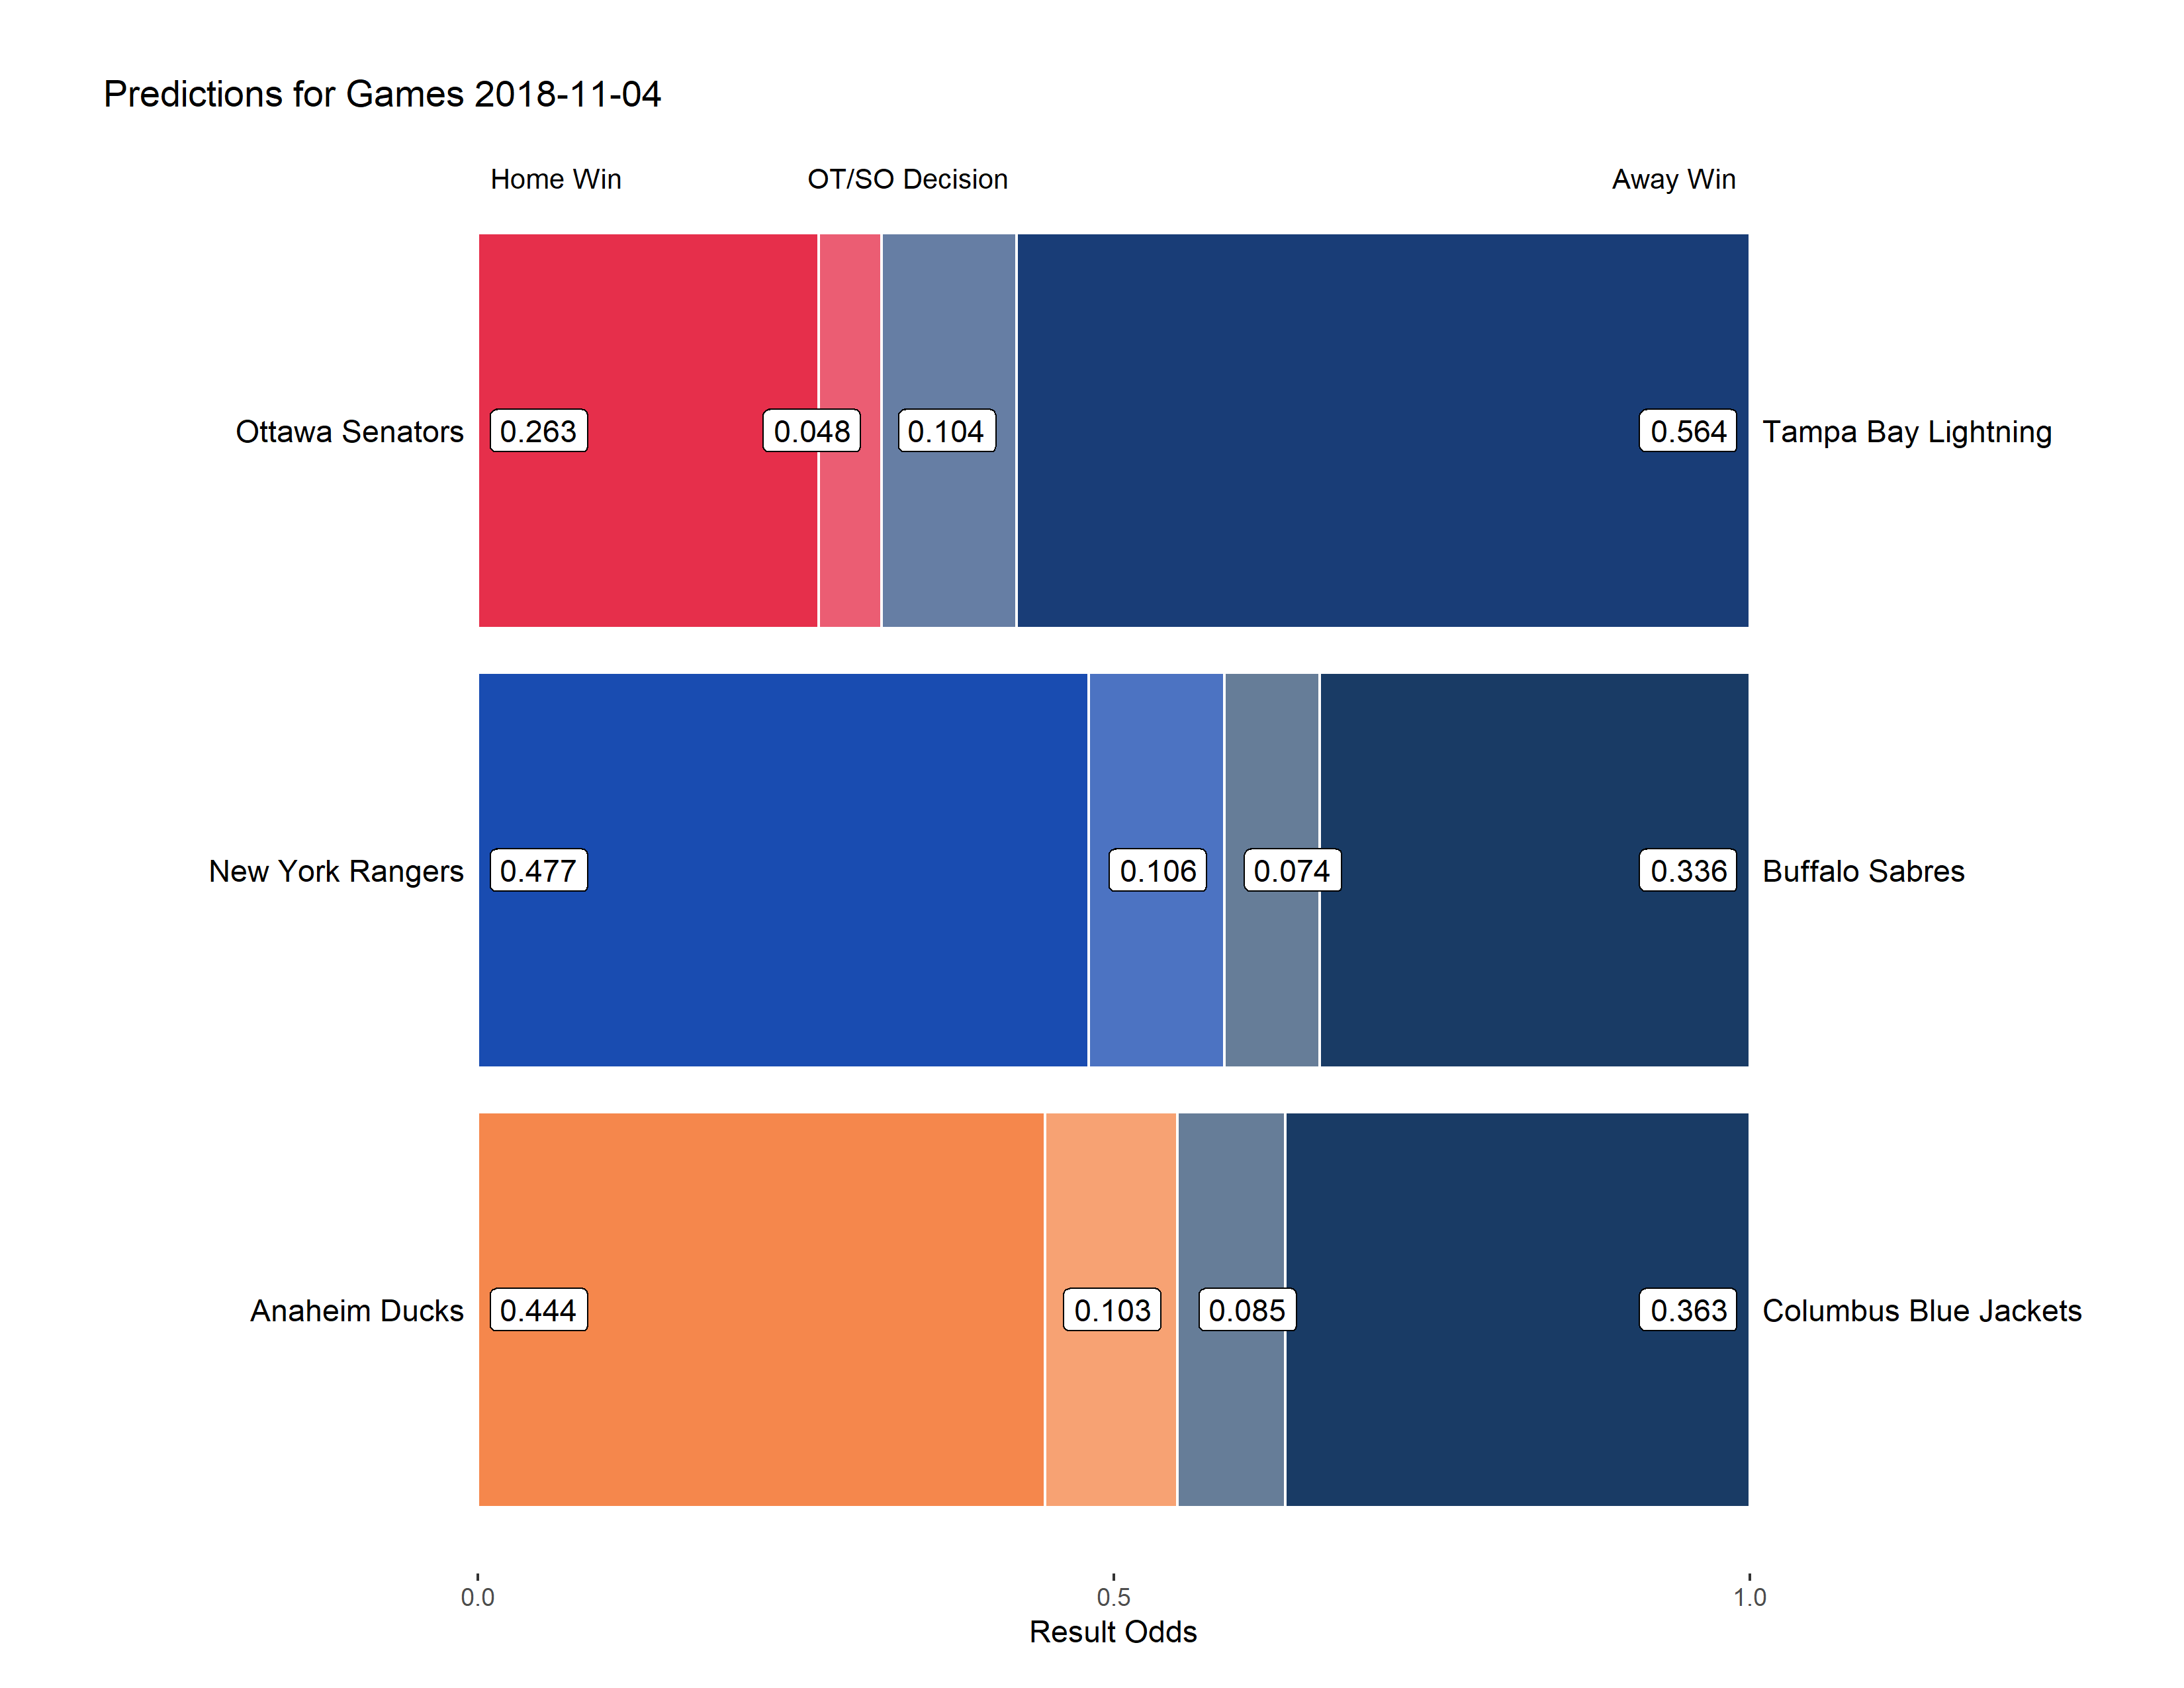 Predictions for Games 2018-11-04
Home Win OT/SO Decision Away Win
Ottawa Senators 0.263 0.048 0.104 0.564 Tampa Bay Lightning
New York Rangers 0.477 0.106 0.074 0.336 Buffalo Sabres
Anaheim Ducks 0.444 0.103 0.085 0.363 Columbus Blue Jackets
0.0 0.5 1.0
Result Odds